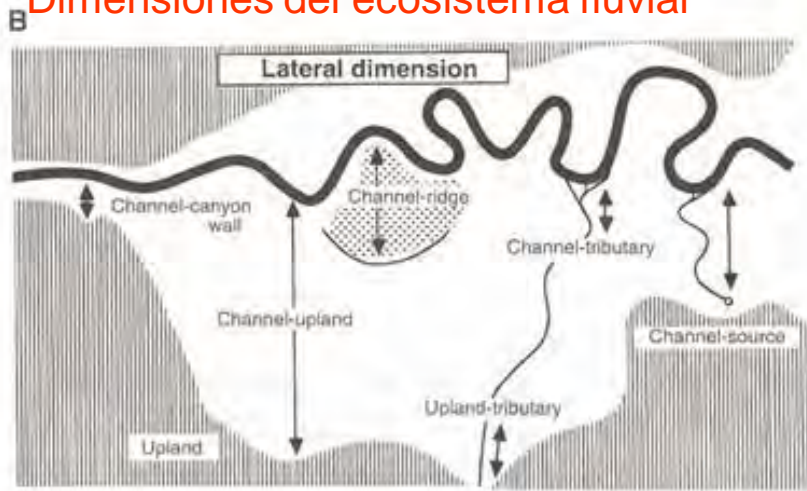 Dimensiones del ecosistema fluvial
B
Lateral dimension
Channel-canyon
wall
Channel-ridge
Channel-tributary
Channel-upland
Channel-source
Upland-tributary
Upland